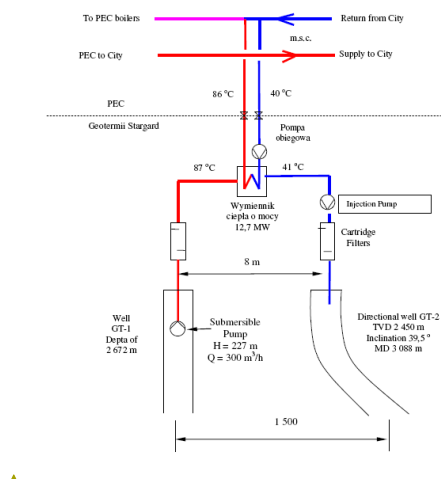 To PEC boilers
Return from City
m.s.c.
PEC to City
Supply to City
86 °C
40 °C
PEC
Geotermii Stargard
Pompa
obiegowa
87 °C
41 °C
Wymiennik
ciepła o mocy
12,7 MW
Injection Pump
Cartridge
Filters
8 m
Well
GT-1
Depta of
2 672 m
Submersible
Pump
H = 227 m
Q = 300 m³/h
Directional well GT-2
TVD 2 450 m
Inclination 39,5 °
MD 3 088 m
1 500